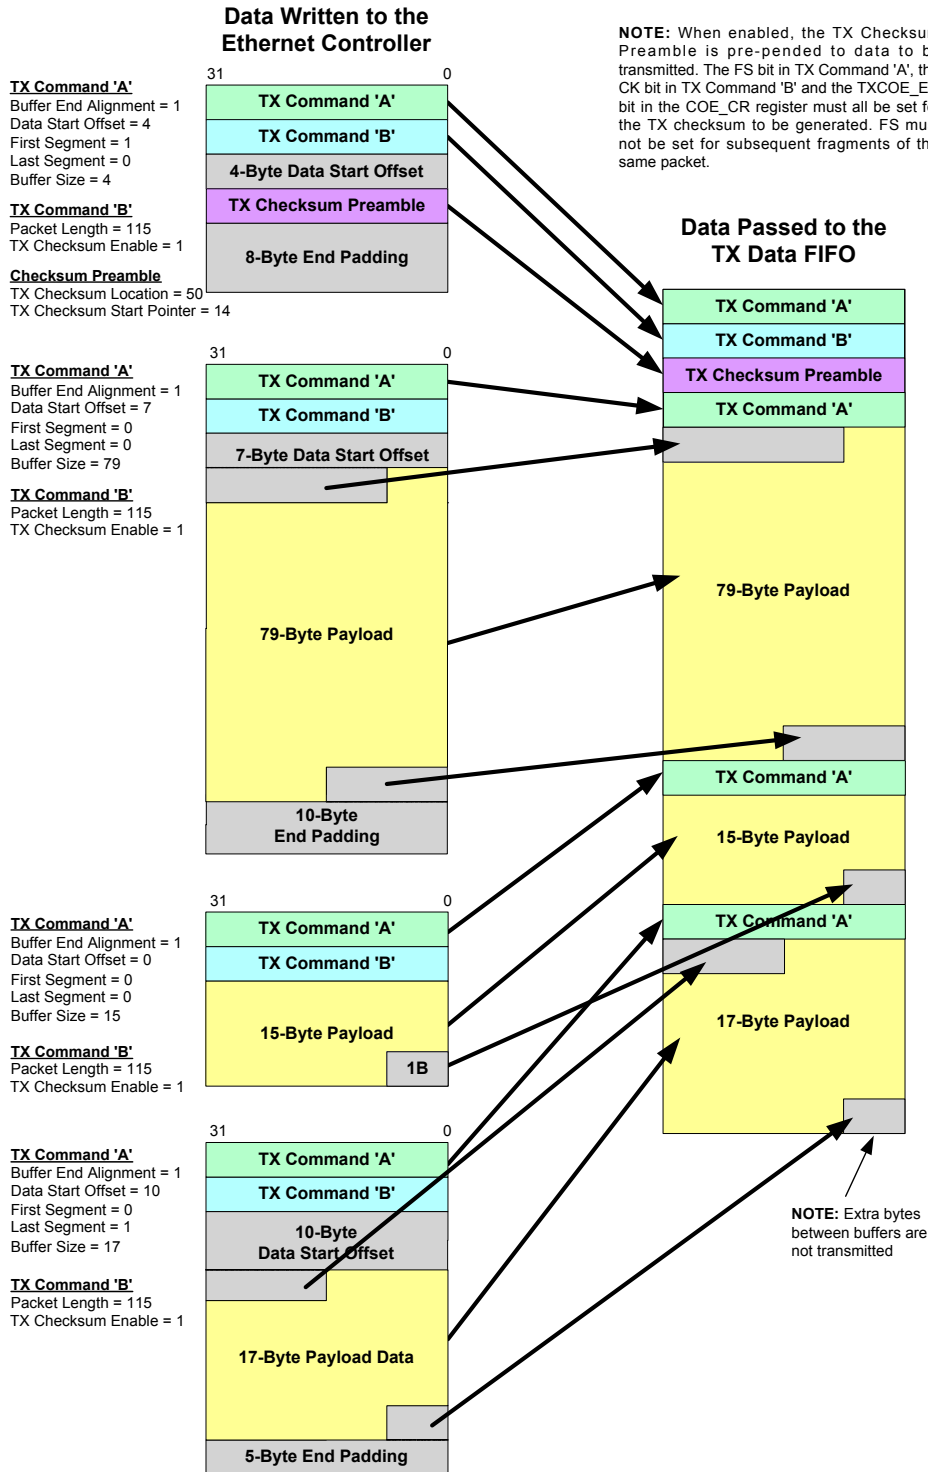 Data Written to the
Ethernet Controller
NOTE: When enabled, the TX Checksu
Preamble is pre-pended to data to b
transmitted. The FS bit in TX Command 'A', th
CK bit in TX Command 'B' and the TXCOE_E
bit in the COE_CR register must all be set fo
the TX checksum to be generated. FS mu
not be set for subsequent fragments of th
same packet.
31 0
TX Command 'A'
Buffer End Alignment = 1
Data Start Offset = 4
First Segment = 1
Last Segment = 0
Buffer Size = 4
TX Command 'B'
Packet Length = 115
TX Checksum Enable = 1
Checksum Preamble
TX Checksum Location = 50
TX Checksum Start Pointer = 14
TX Command 'A'
TX Command 'B'
4-Byte Data Start Offset
TX Checksum Preamble
8-Byte End Padding
31 0
TX Command 'A'
Buffer End Alignment = 1
Data Start Offset = 7
First Segment = 0
Last Segment = 0
Buffer Size = 79
TX Command 'B'
Packet Length = 115
TX Checksum Enable = 1
TX Command 'A'
TX Command 'B'
7-Byte Data Start Offset
79-Byte Payload
10-Byte
End Padding
31 0
TX Command 'A'
Buffer End Alignment = 1
Data Start Offset = 0
First Segment = 0
Last Segment = 0
Buffer Size = 15
TX Command 'B'
Packet Length = 115
TX Checksum Enable = 1
TX Command 'A'
TX Command 'B'
15-Byte Payload
1B
31 0
TX Command 'A'
Buffer End Alignment = 1
Data Start Offset = 10
First Segment = 0
Last Segment = 1
Buffer Size = 17
TX Command 'B'
Packet Length = 115
TX Checksum Enable = 1
TX Command 'A'
TX Command 'B'
10-Byte
Data Start Offset
17-Byte Payload Data
5-Byte End Padding
Data Passed to the
TX Data FIFO
TX Command 'A'
TX Command 'B'
TX Checksum Preamble
TX Command 'A'
79-Byte Payload
TX Command 'A'
15-Byte Payload
TX Command 'A'
17-Byte Payload
NOTE: Extra bytes
between buffers are
not transmitted